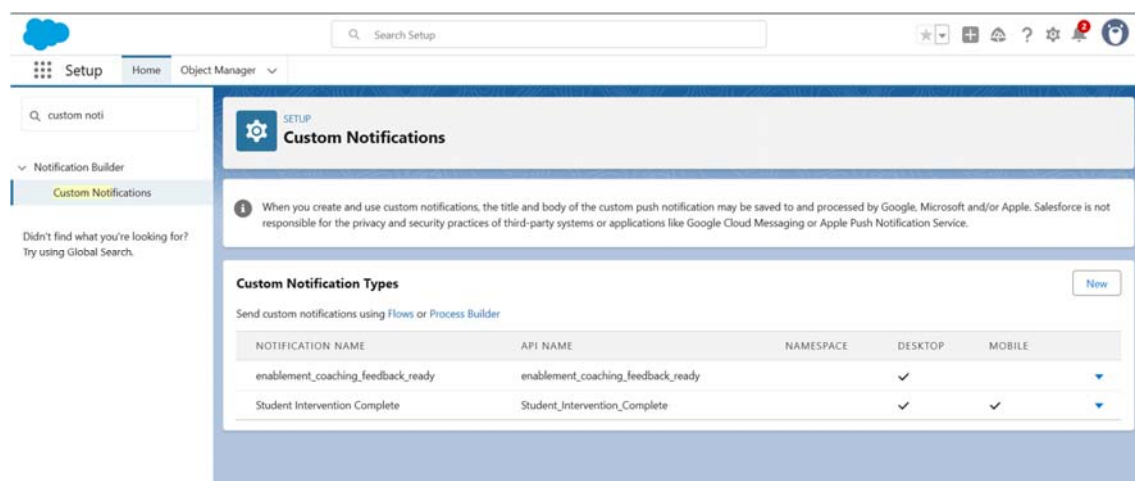 Search Setup
2
Setup
Home
Object Manager
custom noti
Notification Builder
Custom Notifications
Didn't find what you're looking for?
Try using Global Search.
SETUP
Custom Notifications
When you create and use custom notifications, the title and body of the custom push notification may be saved to and processed by Google, Microsoft and/or Apple. Salesforce is not
responsible for the privacy and security practices of third-party systems or applications like Google Cloud Messaging or Apple Push Notification Service.
Custom Notification Types
New
Send custom notifications using Flows or Process Builder
NOTIFICATION NAME API NAME NAMESPACE DESKTOP MOBILE
enablement_coaching_feedback_ready enablement_coaching_feedback_ready
Student Intervention Complete Student_Intervention_Complete